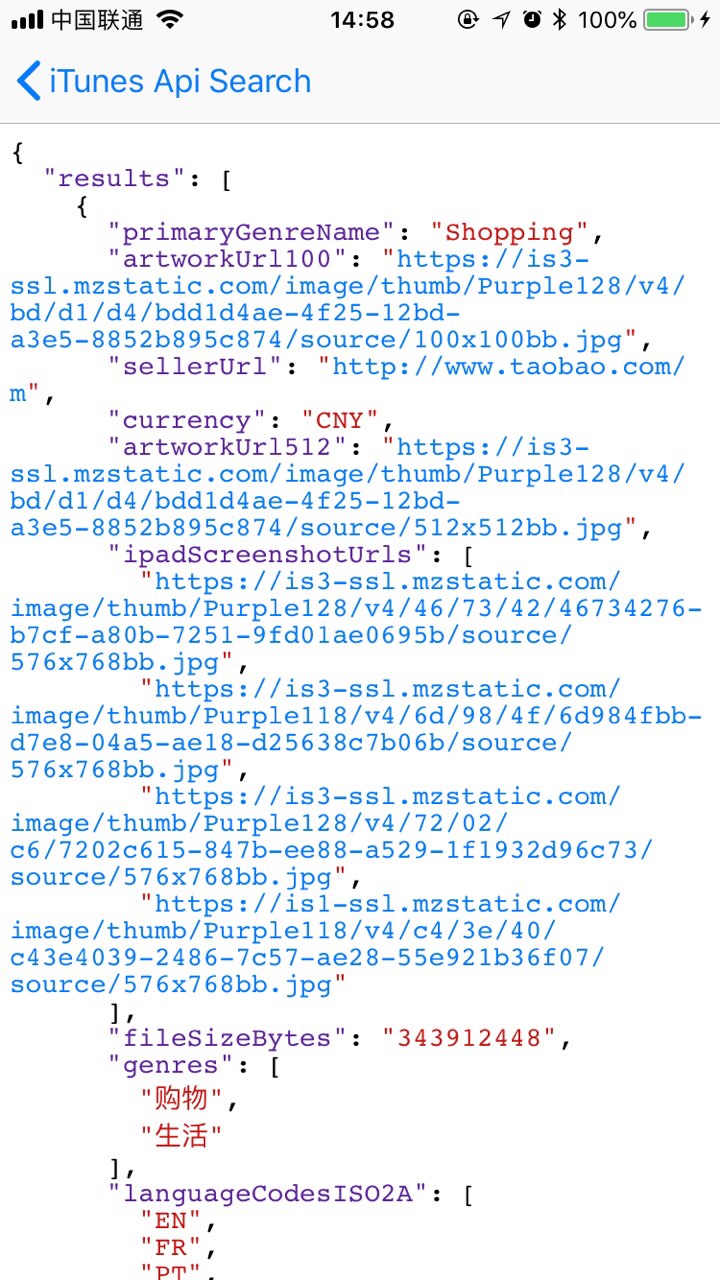 中国联通 14:58 100%
iTunes Api Search
{
"results": [
{
"primaryGenreName": "Shopping",
"artworkUrl100": "https://is3-
ssl.mzstatic.com/image/thumb/Purple128/v4/
bd/d1/d4/bdd1d4ae-4f25-12bd-
a3e5-8852b895c874/source/100x100bb.jpg",
"sellerUrl": "http://www.taobao.com/
m",
"currency": "CNY",
"artworkUrl512": "https://is3-
ssl.mzstatic.com/image/thumb/Purple128/v4/
bd/d1/d4/bdd1d4ae-4f25-12bd-
a3e5-8852b895c874/source/512x512bb.jpg",
"ipadScreenshotUrls": [
"https://is3-ssl.mzstatic.com/
image/thumb/Purple128/v4/46/73/42/46734276-
b7cf-a80b-7251-9fd01ae0695b/source/
576x768bb.jpg",
"https://is3-ssl.mzstatic.com/
image/thumb/Purple118/v4/6d/98/4f/6d984fbb-
d7e8-04a5-ae18-d25638c7b06b/source/
576x768bb.jpg",
"https://is3-ssl.mzstatic.com/
image/thumb/Purple128/v4/72/02/
c6/7202c615-847b-ee88-a529-1f1932d96c73/
source/576x768bb.jpg",
"https://is1-ssl.mzstatic.com/
image/thumb/Purple118/v4/c4/3e/40/
c43e4039-2486-7c57-ae28-55e921b36f07/
source/576x768bb.jpg"
],
"fileSizeBytes": "343912448",
"genres": [
"购物",
"生活"
],
"languageCodesISO2A": [
"EN",
"FR",
"PT",